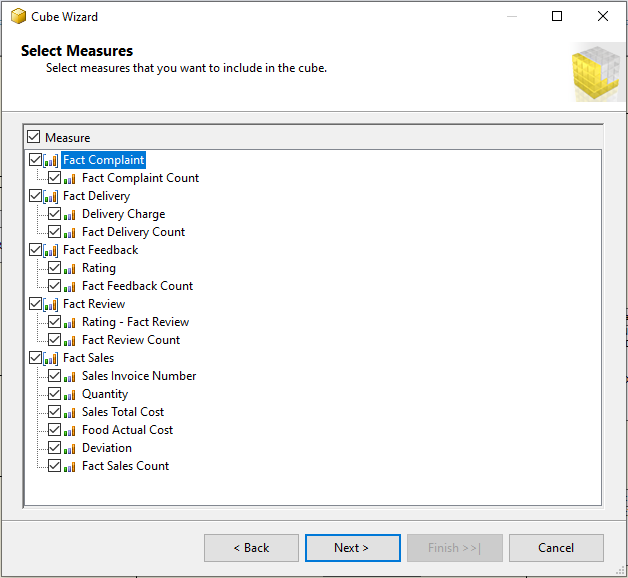 Cube Wizard
Select Measures
Select measures that you want to include in the cube.
Measure
Fact Complaint
Fact Complaint Count
Fact Delivery
Delivery Charge
Fact Delivery Count
Fact Feedback
Rating
Fact Feedback Count
Fact Review
Rating - Fact Review
Fact Review Count
Fact Sales
Sales Invoice Number
Quantity
Sales Total Cost
Food Actual Cost
Deviation
Fact Sales Count
< Back Next > Finish >>| Cancel